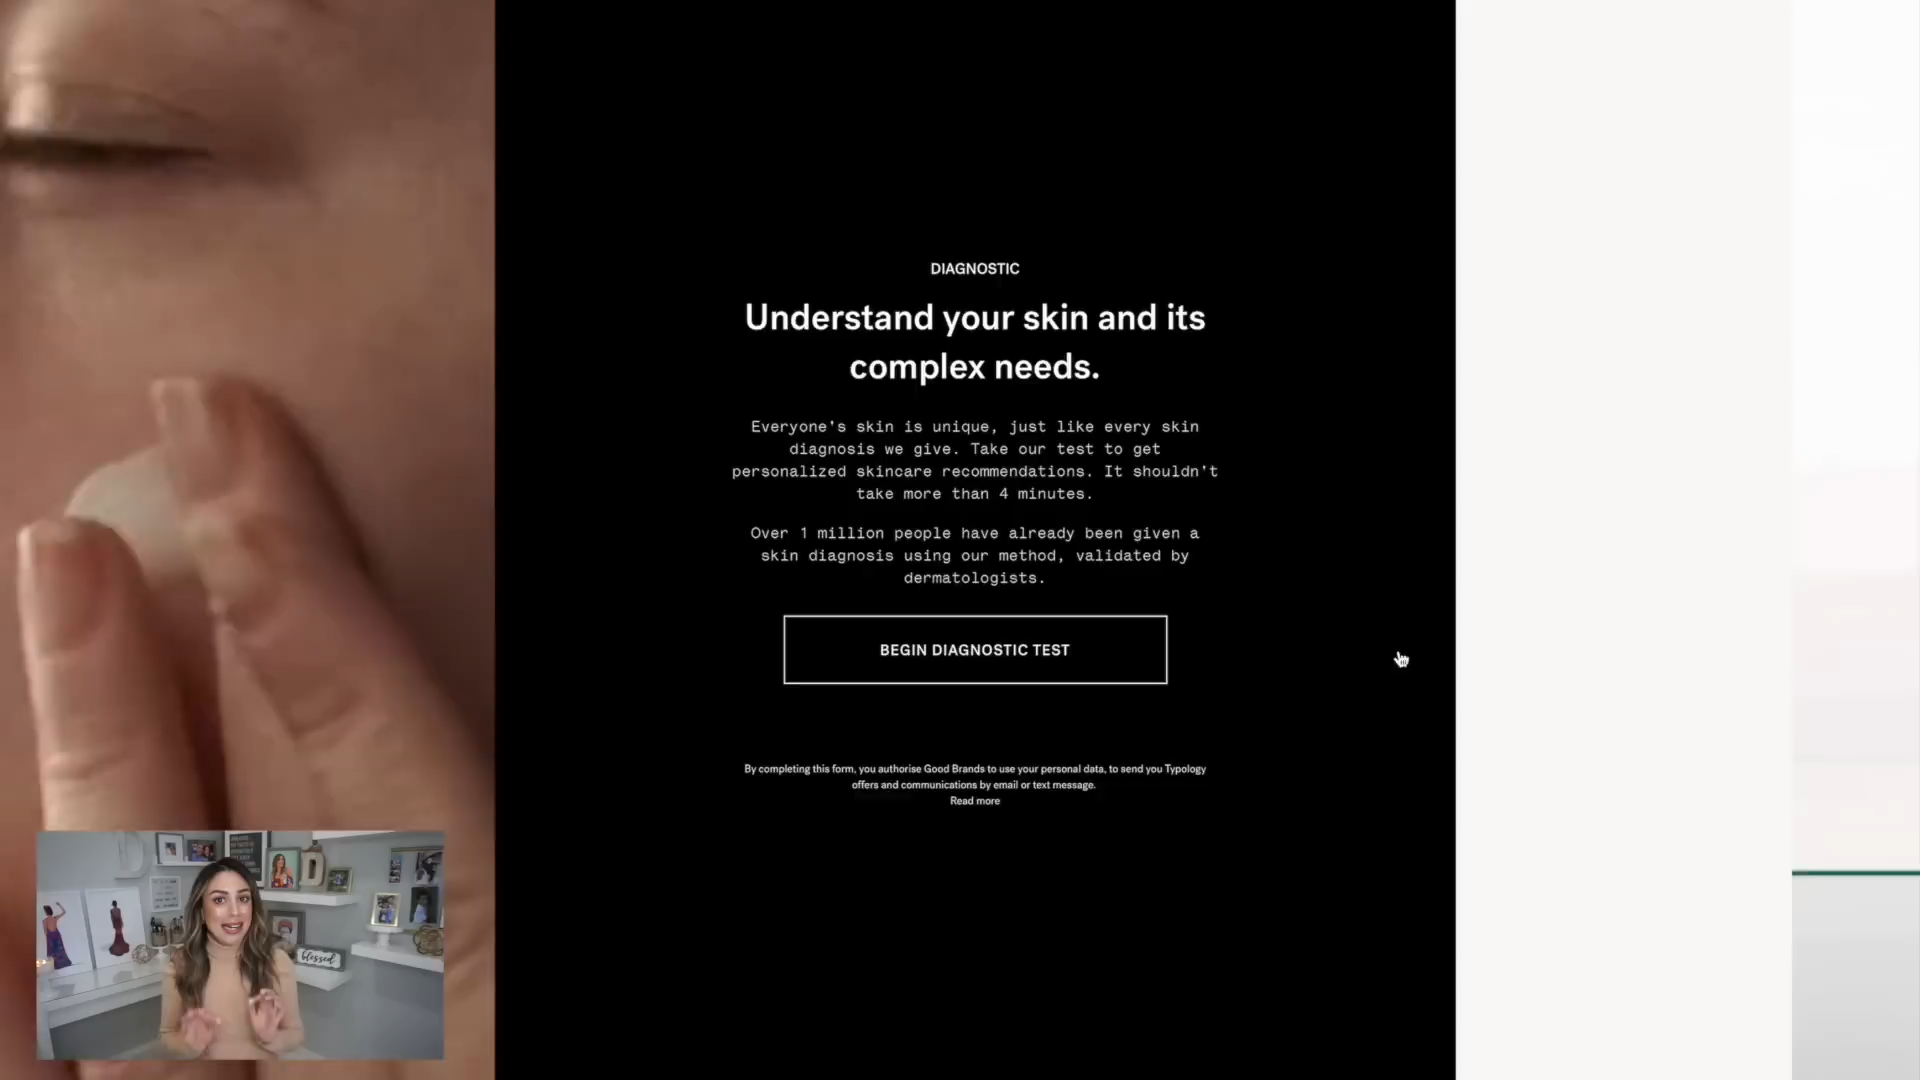 DIAGNOSTIC
Understand your skin and its
complex needs.
Everyone's skin is unique, just like every skin
diagnosis we give. Take our test to get
personalized skincare recommendations. It shouldn't
take more than 4 minutes.
Over 1 million people have already been given a
skin diagnosis using our method, validated by
dermatologists.
BEGIN DIAGNOSTIC TEST
By completing this form, you authorise Good Brands to use your personal data, to send you Typology
offers and communications by email or text message.
Read more
D
D
blessed